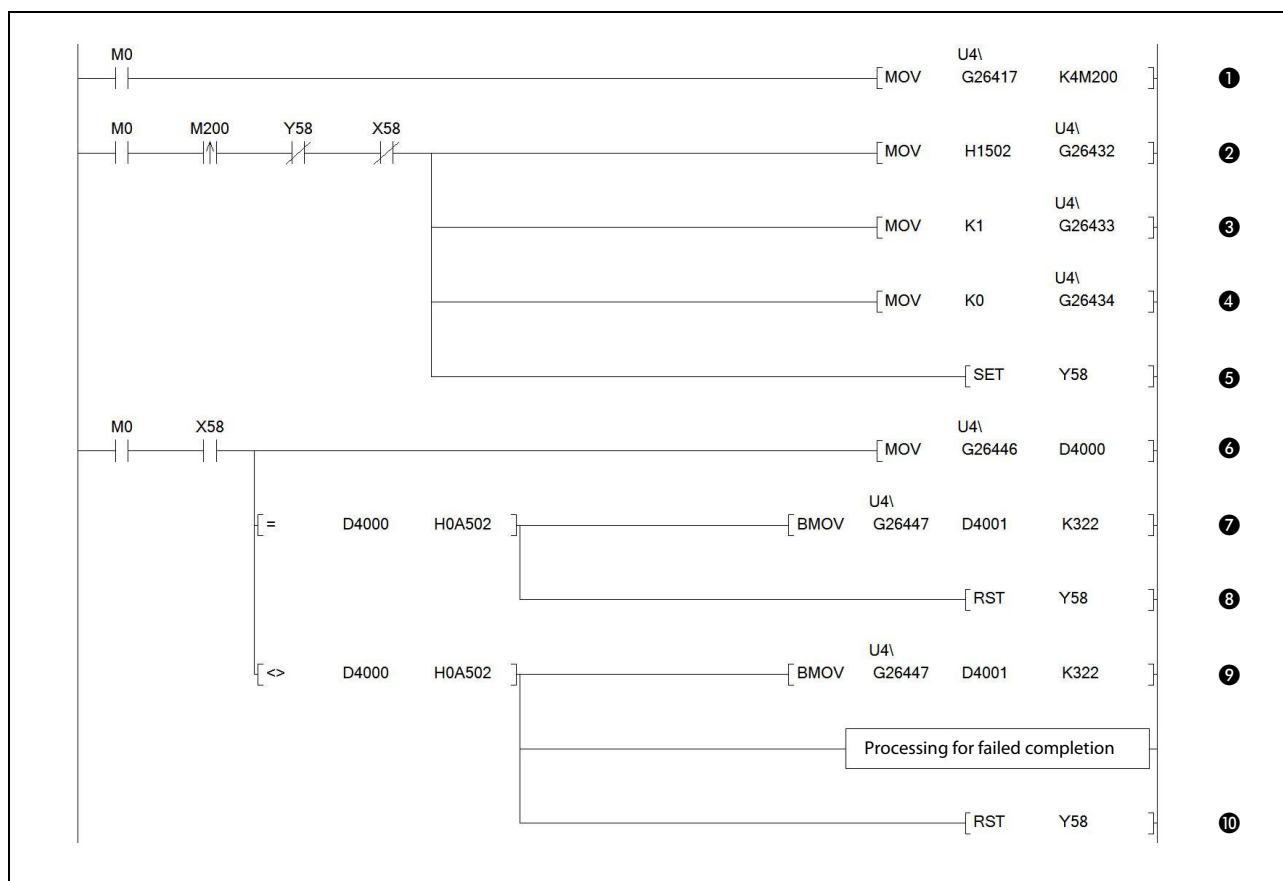 M0 U4\
[MOV G26417 K4M200 ] ❶
M0 M200 Y58 X58 U4\
[MOV H1502 G26432 ] ❷
U4\
[MOV K1 G26433 ] ❸
U4\
[MOV K0 G26434 ] ❹
[SET Y58 ] ❺
M0 X58 U4\
[MOV G26446 D4000 ] ❻
U4\
[= D4000 H0A502 ] [BMOV G26447 D4001 K322 ] ❼
[RST Y58 ] ❽
U4\
[<> D4000 H0A502 ] [BMOV G26447 D4001 K322 ] ❾
Processing for failed completion
[RST Y58 ] ❿